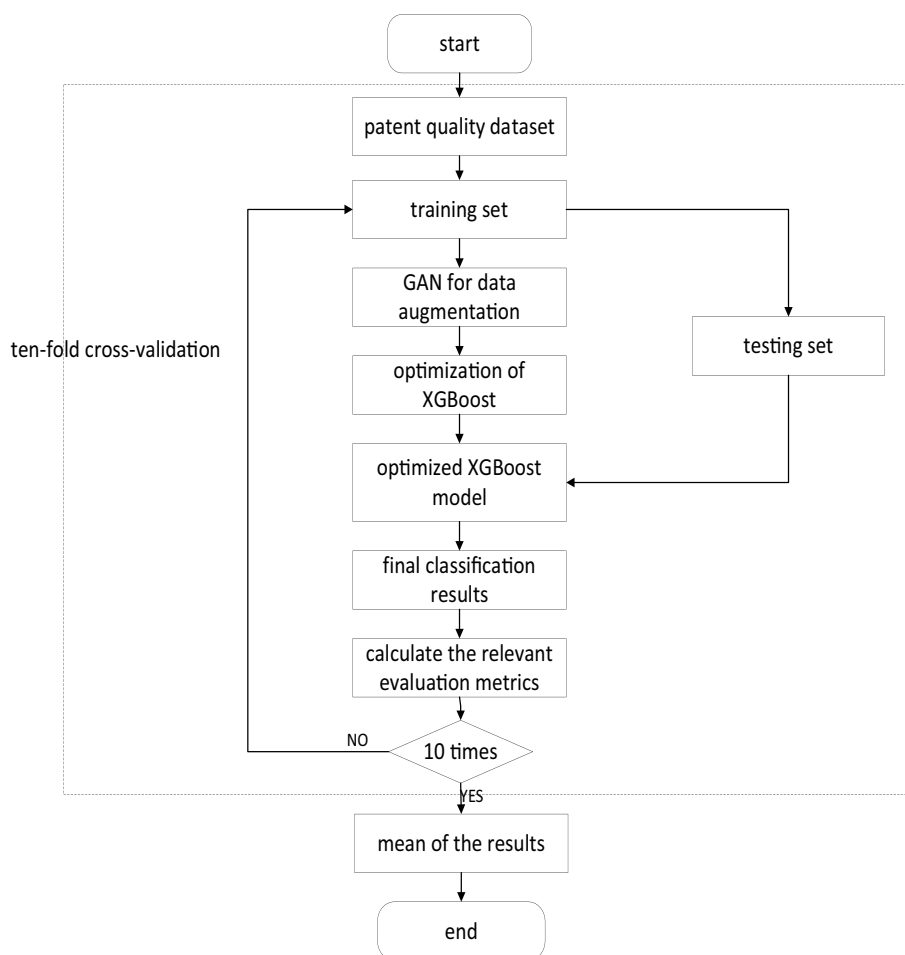 start
patent quality dataset
training set
GAN for data
augmentation
ten-fold cross-validation
testing set
optimization of
XGBoost
optimized XGBoost
model
final classification
results
calculate the relevant
evaluation metrics
NO
10 times
YES
mean of the results
end